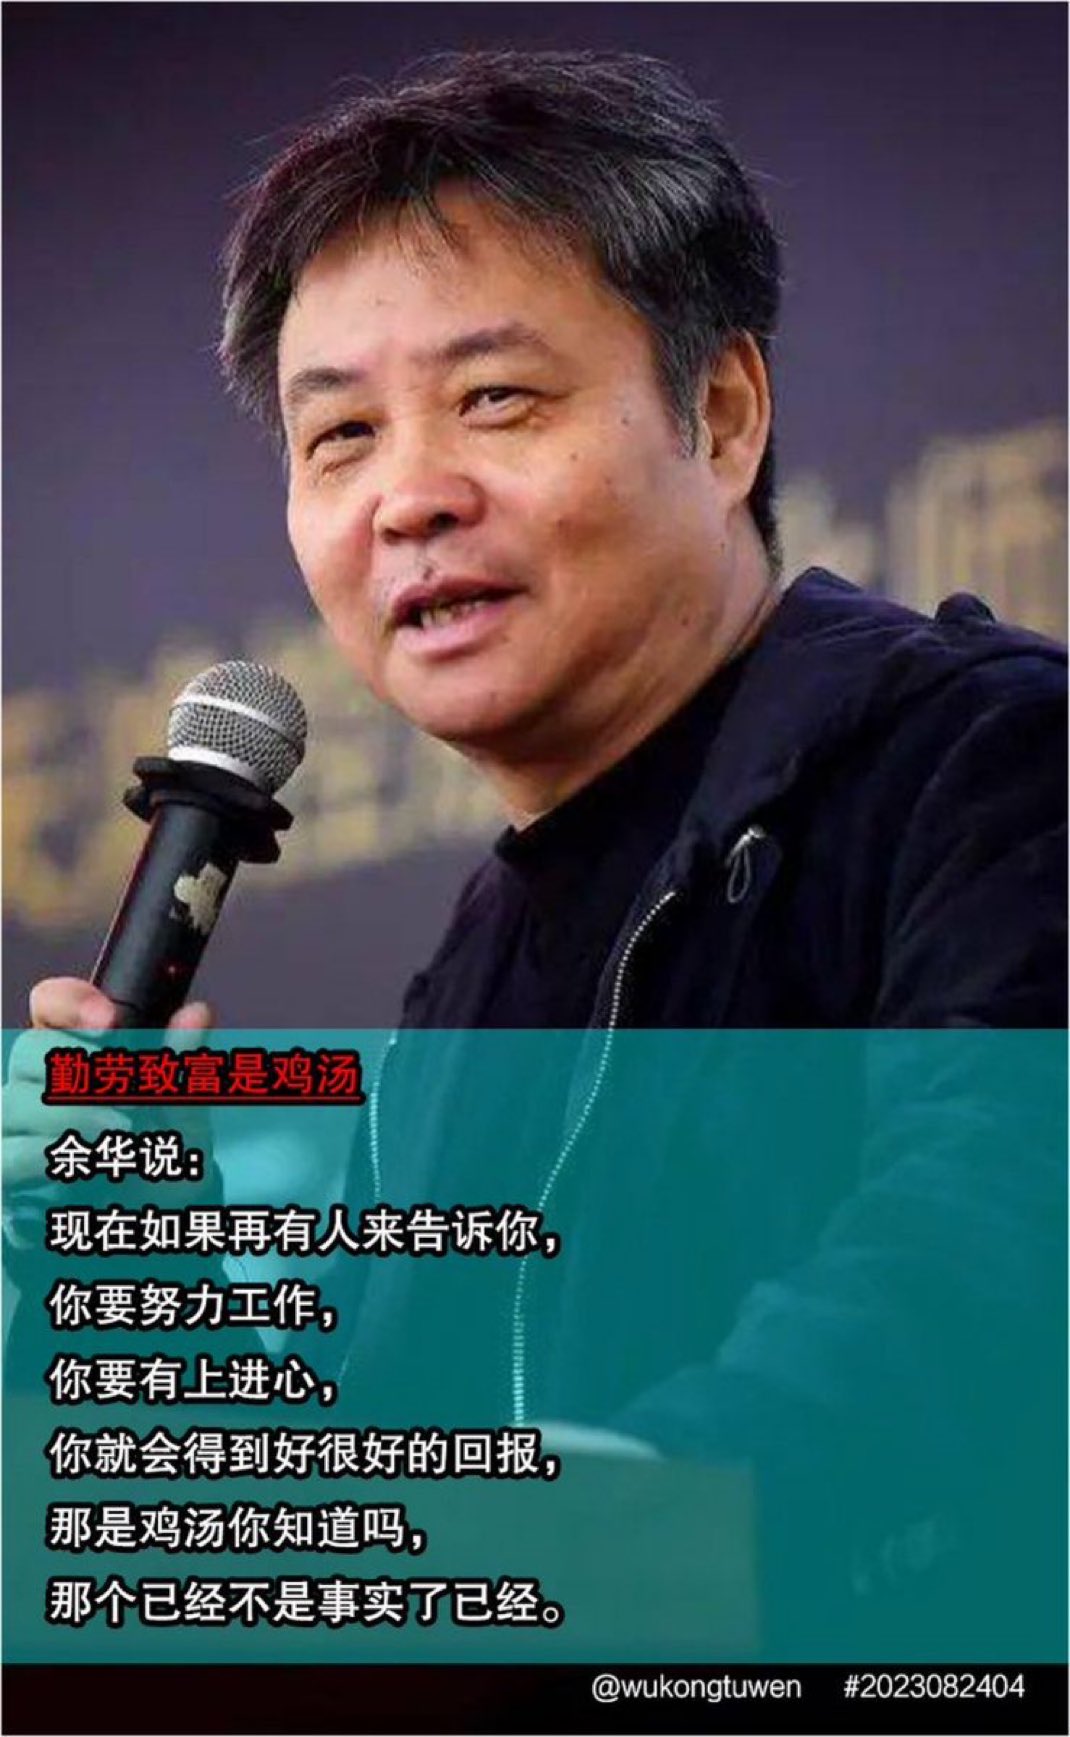 勤劳致富是鸡汤
余华说：
现在如果再有人来告诉你，
你要努力工作，
你要有上进心，
你就会得到好很好的回报，
那是鸡汤你知道吗，
那个已经不是事实了已经。
@wukongtuwen #2023082404